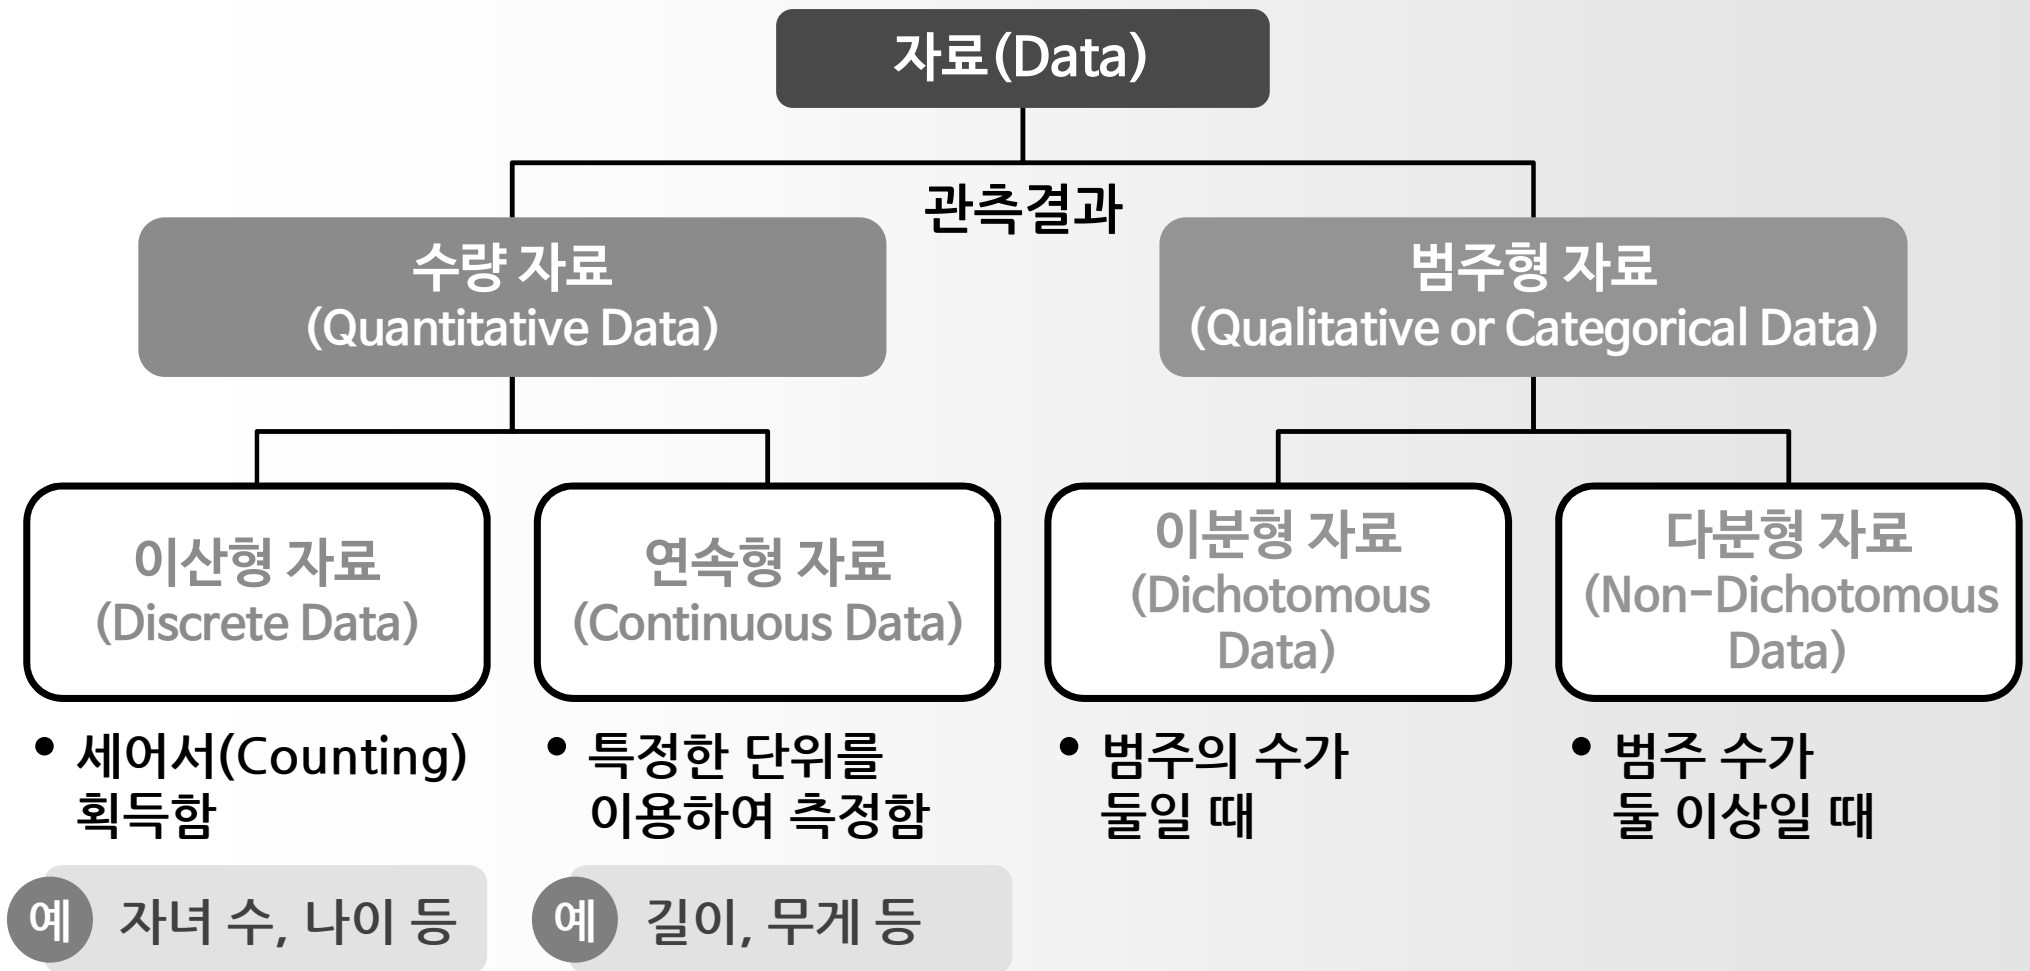 자료(Data)
관측결과
수량 자료
(Quantitative Data)
범주형 자료
(Qualitative or Categorical Data)
이산형 자료
(Discrete Data)
연속형 자료
(Continuous Data)
이분형 자료
(Dichotomous
Data)
다분형 자료
(Non-Dichotomous
Data)
• 세어서(Counting)
획득함
• 특정한 단위를
이용하여 측정함
• 범주의 수가
둘일 때
• 범주 수가
둘 이상일 때
예 자녀 수, 나이 등
예 길이, 무게 등